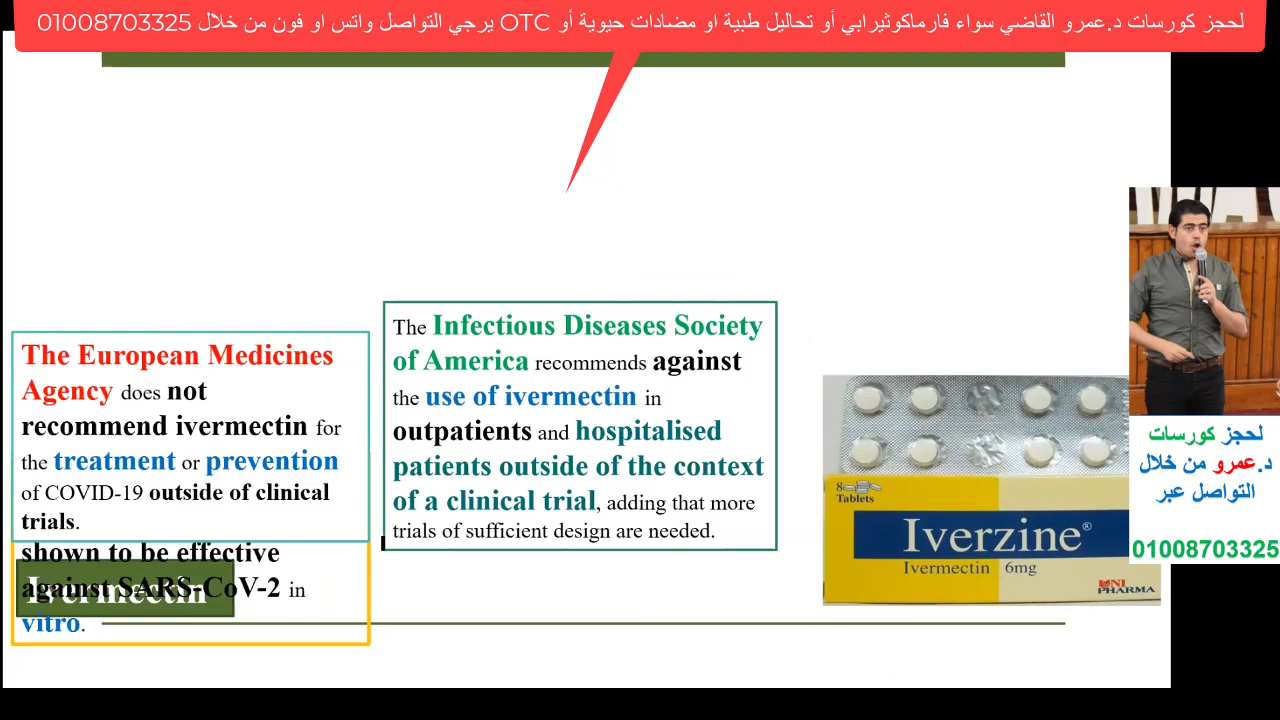 لحجز كورسات د.عمرو القاضي سواء فارماكوثيرابي أو تحاليل طبية او مضادات حيوية أو OTC يرجي التواصل واتس او فون من خلال 01008703325
The European Medicines
Agency does not
recommend ivermectin for
the treatment or prevention
of COVID-19 outside of clinical
trials.
shown to be effective
against SARS-CoV-2 in
vitro.
Ivermectin
The Infectious Diseases Society
of America recommends against
the use of ivermectin in
outpatients and hospitalised
patients outside of the context
of a clinical trial, adding that more
trials of sufficient design are needed.
8
Tablets
Iverzine®
Ivermectin 6mg
UNI
PHARMA
لحجز كورسات
د.عمرو من خلال
التواصل عبر
01008703325